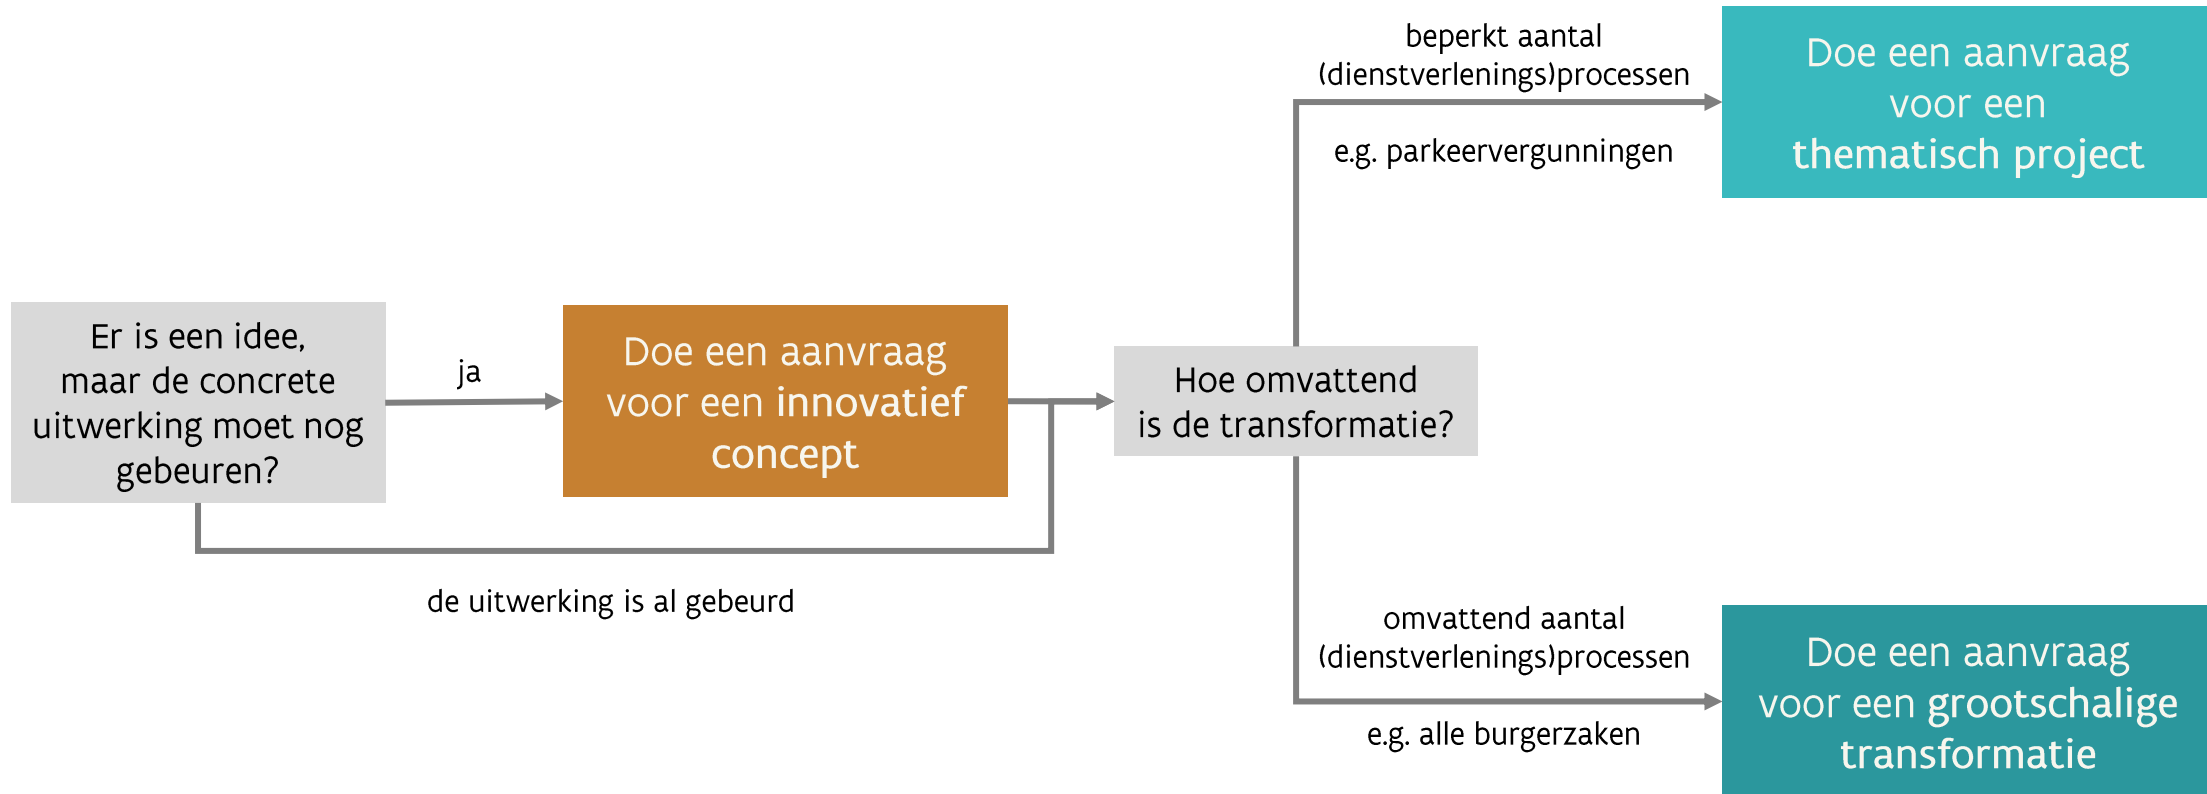 Er is een idee,
maar de concrete
uitwerking moet nog
gebeuren?
ja
de uitwerking is al gebeurd
Doe een aanvraag
voor een innovatief
concept
Hoe omvattend
is de transformatie?
beperkt aantal
(dienstverlenings)processen
e.g. parkeervergunningen
Doe een aanvraag
voor een
thematisch project
omvattend aantal
(dienstverlenings)processen
e.g. alle burgerzaken
Doe een aanvraag
voor een grootschalige
transformatie